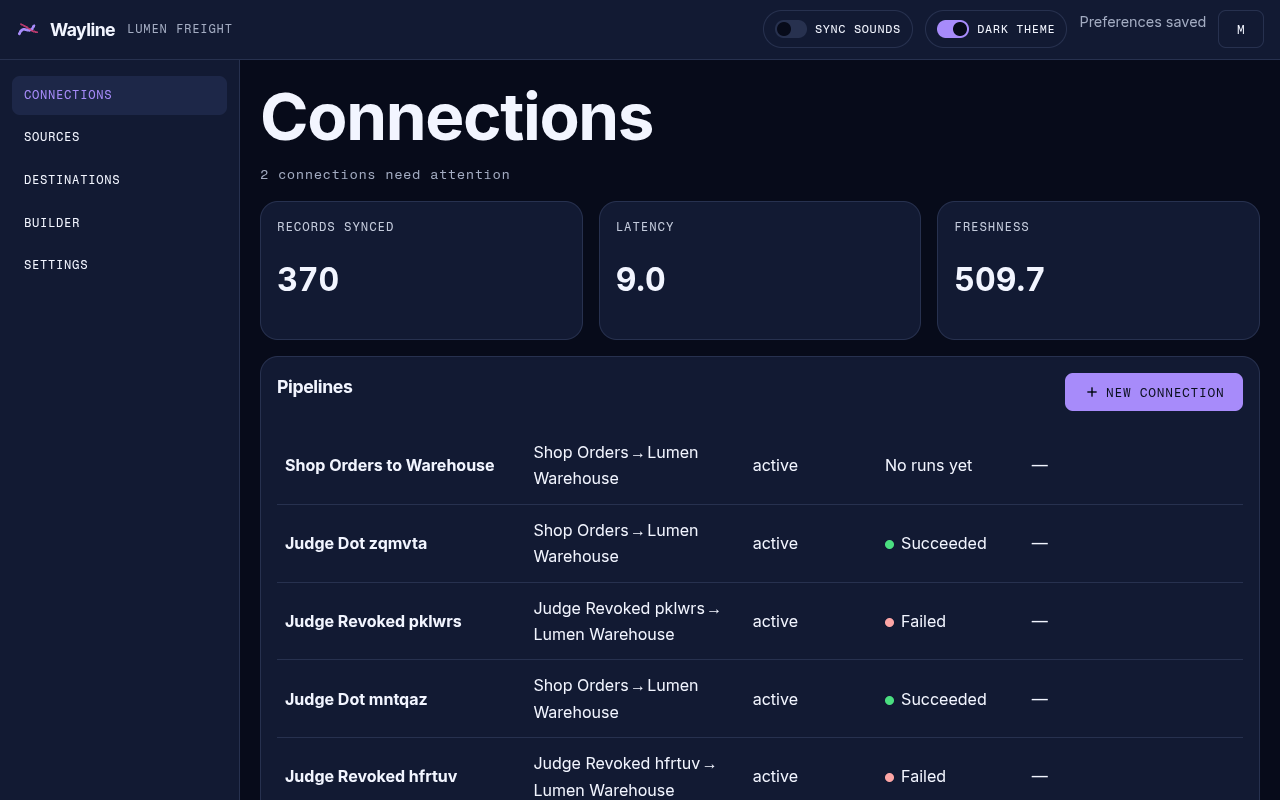 Wayline LUMEN FREIGHT
SYNC SOUNDS
DARK THEME
Preferences saved
M
CONNECTIONS
SOURCES
DESTINATIONS
BUILDER
SETTINGS
Connections
2 connections need attention
RECORDS SYNCED
370
LATENCY
9.0
FRESHNESS
509.7
Pipelines
+ NEW CONNECTION
Shop Orders to Warehouse
Shop Orders→Lumen
Warehouse
active
No runs yet
—
Judge Dot zqmvta
Shop Orders→Lumen
Warehouse
active
Succeeded
—
Judge Revoked pklwrs
Judge Revoked pklwrs→
Lumen Warehouse
active
Failed
—
Judge Dot mntqaz
Shop Orders→Lumen
Warehouse
active
Succeeded
—
Judge Revoked hfrtuv
Judge Revoked hfrtuv→
Lumen Warehouse
active
Failed
—